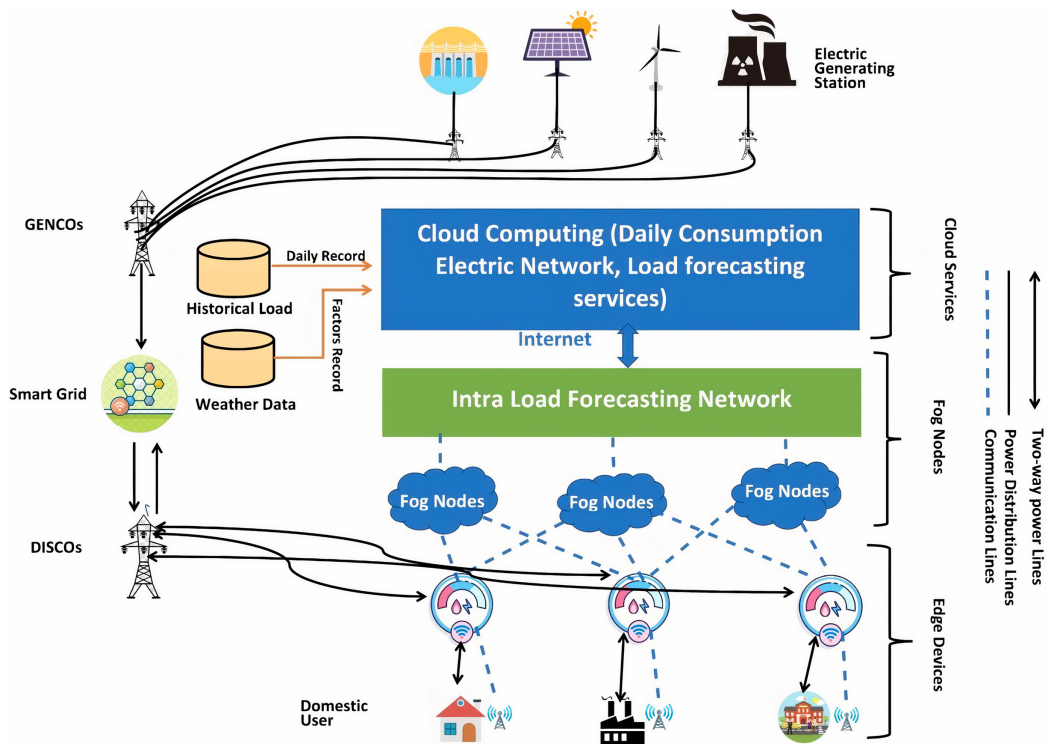 Electric
Generating
Station
GENCOs
Cloud Computing (Daily Consumption
Electric Network, Load forecasting
services)
Daily Record
Historical Load
Factors Record
Weather Data
Internet
Smart Grid
Intra Load Forecasting Network
Fog Nodes
Fog Nodes
Fog Nodes
DISCOs
Domestic
User
Cloud Services
Fog Nodes
Edge Devices
Communication Lines
Power Distribution Lines
Two-way power Lines